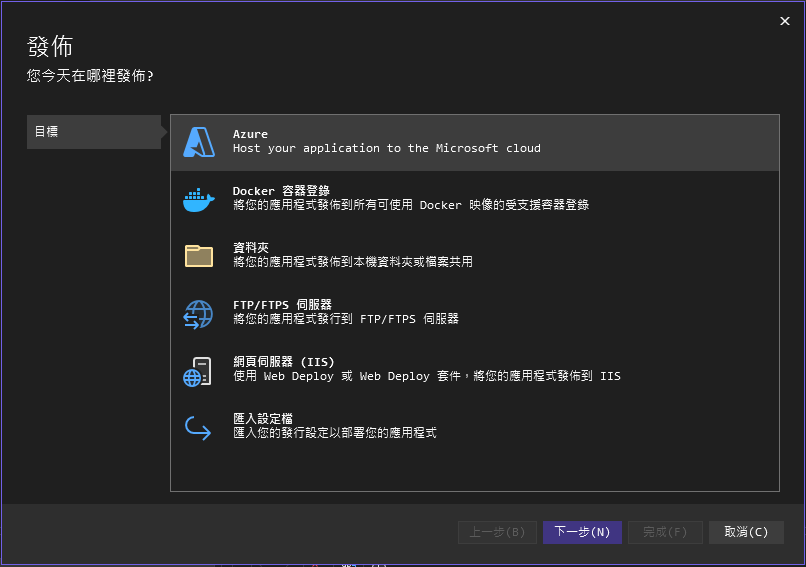 發佈
您今天在哪裡發佈?
目標
Azure
Host your application to the Microsoft cloud
Docker 容器登錄
將您的應用程式發佈到所有可使用 Docker 映像的受支援容器登錄
資料夾
將您的應用程式發佈到本機資料夾或檔案共用
FTP/FTPS 伺服器
將您的應用程式發行到 FTP/FTPS 伺服器
網頁伺服器 (IIS)
使用 Web Deploy 或 Web Deploy 套件，將您的應用程式發佈到 IIS
匯入設定檔
匯入您的發行設定以部署您的應用程式
上一步(B)
下一步(N)
完成(F)
取消(C)